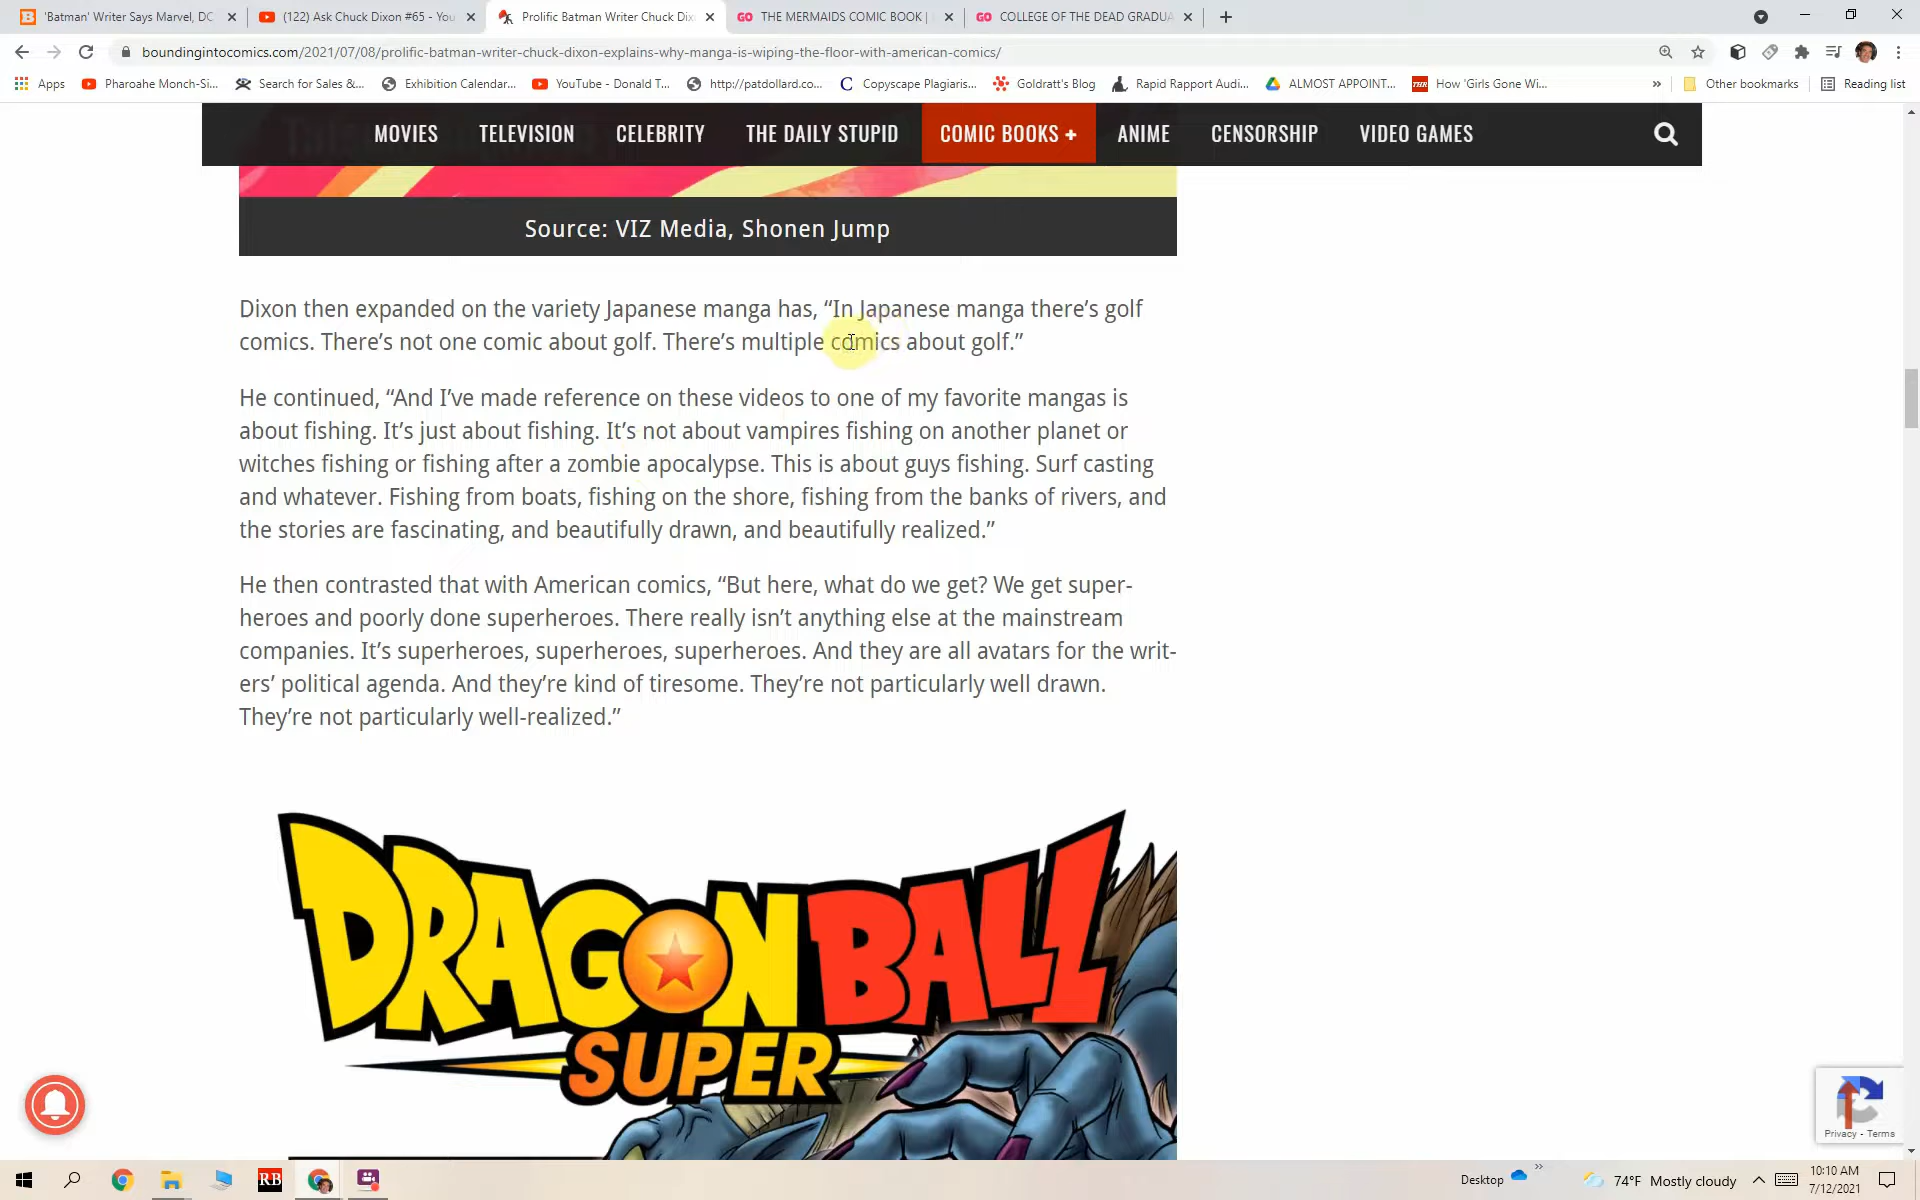 'Batman' Writer Says Marvel, DC
(122) Ask Chuck Dixon #65 - You
Prolific Batman Writer Chuck Dix
GO THE MERMAIDS COMIC BOOK |
GO COLLEGE OF THE DEAD GRADUA
boundingintocomics.com/2021/07/08/prolific-batman-writer-chuck-dixon-explains-why-manga-is-wiping-the-floor-with-american-comics/
Apps
Pharoahe Monch-Si...
Search for Sales &...
Exhibition Calendar...
YouTube - Donald T...
http://patdollard.co...
Copyscape Plagiaris...
Goldratt's Blog
Rapid Rapport Audi...
ALMOST APPOINT...
THR How 'Girls Gone Wi...
»
Other bookmarks
Reading list
MOVIES TELEVISION CELEBRITY THE DAILY STUPID COMIC BOOKS + ANIME CENSORSHIP VIDEO GAMES
Source: VIZ Media, Shonen Jump
Dixon then expanded on the variety Japanese manga has, “In Japanese manga there’s golf
comics. There’s not one comic about golf. There’s multiple comics about golf.”
He continued, “And I’ve made reference on these videos to one of my favorite mangas is
about fishing. It’s just about fishing. It’s not about vampires fishing on another planet or
witches fishing or fishing after a zombie apocalypse. This is about guys fishing. Surf casting
and whatever. Fishing from boats, fishing on the shore, fishing from the banks of rivers, and
the stories are fascinating, and beautifully drawn, and beautifully realized.”
He then contrasted that with American comics, “But here, what do we get? We get super-
heroes and poorly done superheroes. There really isn’t anything else at the mainstream
companies. It’s superheroes, superheroes, superheroes. And they are all avatars for the writ-
ers’ political agenda. And they’re kind of tiresome. They’re not particularly well drawn.
They’re not particularly well-realized.”
DRAGON BALL
SUPER
Privacy - Terms
RB
Desktop
»
74°F Mostly cloudy
10:10 AM
7/12/2021